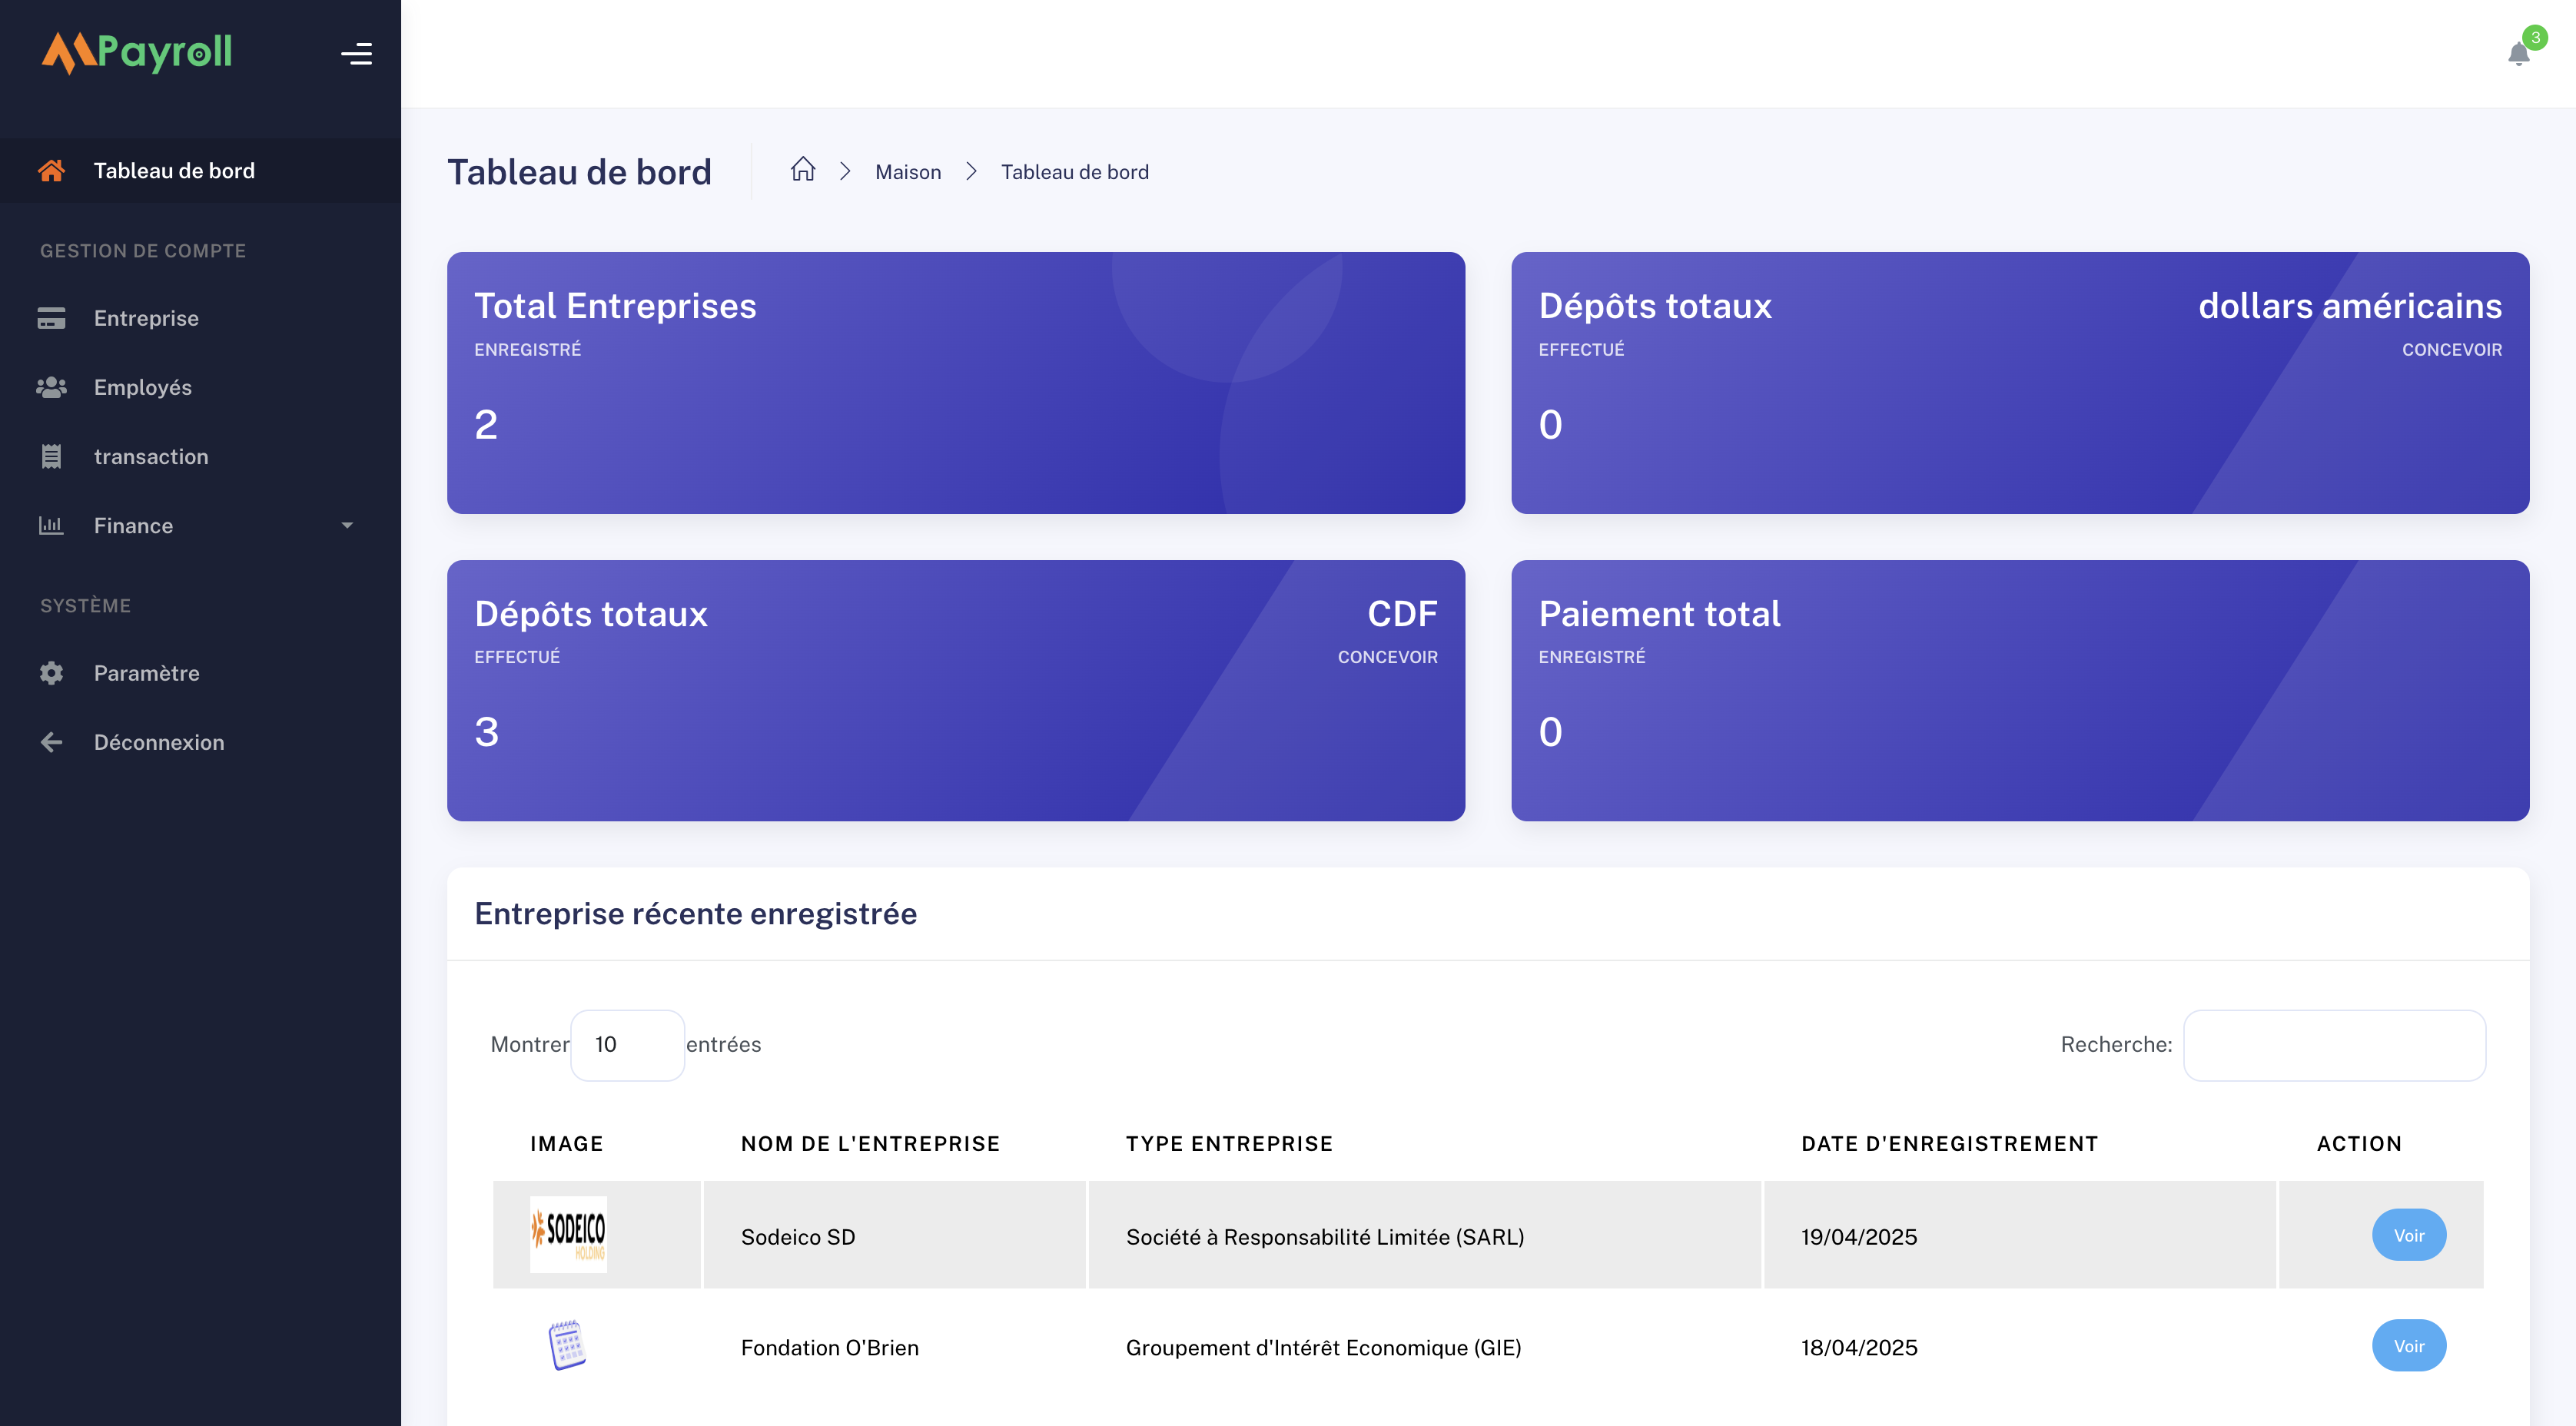 Payroll
3
Tableau de bord
GESTION DE COMPTE
Entreprise
Employés
transaction
Finance
SYSTÈME
Paramètre
Déconnexion
Tableau de bord
Maison
Tableau de bord
Total Entreprises
ENREGISTRÉ
2
Dépôts totaux
dollars américains
EFFECTUÉ
CONCEVOIR
0
Dépôts totaux
CDF
EFFECTUÉ
CONCEVOIR
3
Paiement total
ENREGISTRÉ
0
Entreprise récente enregistrée
Montrer 10 entrées
Recherche:
IMAGE NOM DE L'ENTREPRISE TYPE ENTREPRISE DATE D'ENREGISTREMENT ACTION
SODEICO
HOLDING
Sodeico SD Société à Responsabilité Limitée (SARL) 19/04/2025 Voir
Fondation O'Brien Groupement d'Intérêt Economique (GIE) 18/04/2025 Voir